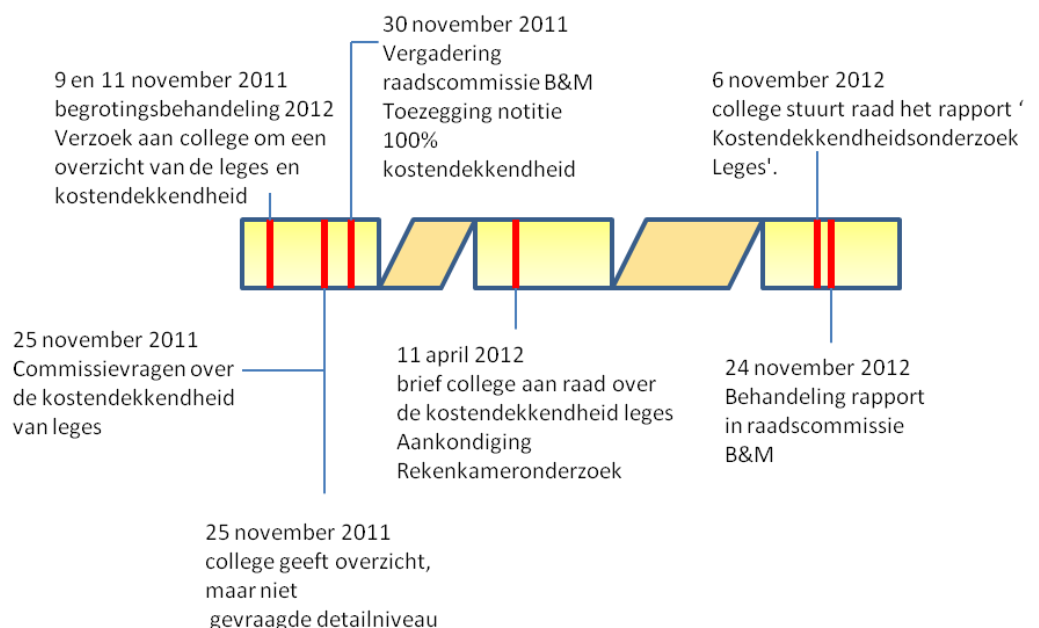 30 november 2011
Vergadering
raadscommissie B&M
Toezegging notitie
100%
kostendekkendheid
9 en 11 november 2011
begrotingsbehandeling 2012
Verzoek aan college om een
overzicht van de leges en
kostendekkendheid
6 november 2012
college stuurt raad het rapport ‘
Kostendekkendheidsonderzoek
Leges'.
25 november 2011
Commissievragen over
de kostendekkendheid
van leges
11 april 2012
brief college aan raad over
de kostendekkendheid leges
Aankondiging
Rekenkameronderzoek
24 november 2012
Behandeling rapport
in raadscommissie
B&M
25 november 2011
college geeft overzicht,
maar niet
gevraagde detailniveau